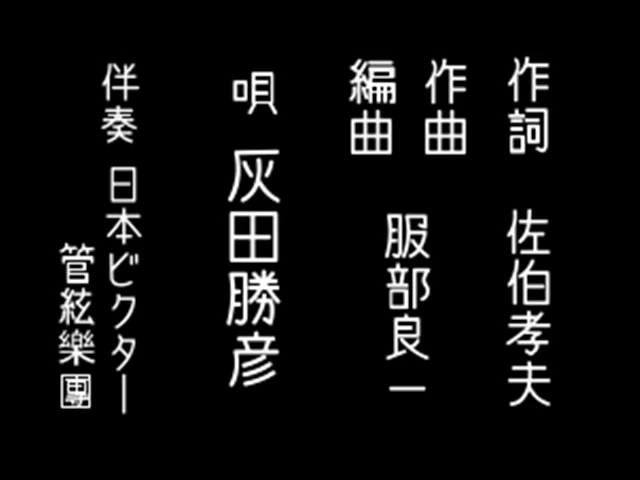 作詞 佐伯孝夫
作曲
編曲
服部良一
唄 灰田勝彦
伴奏 日本ビクター
管絃樂團